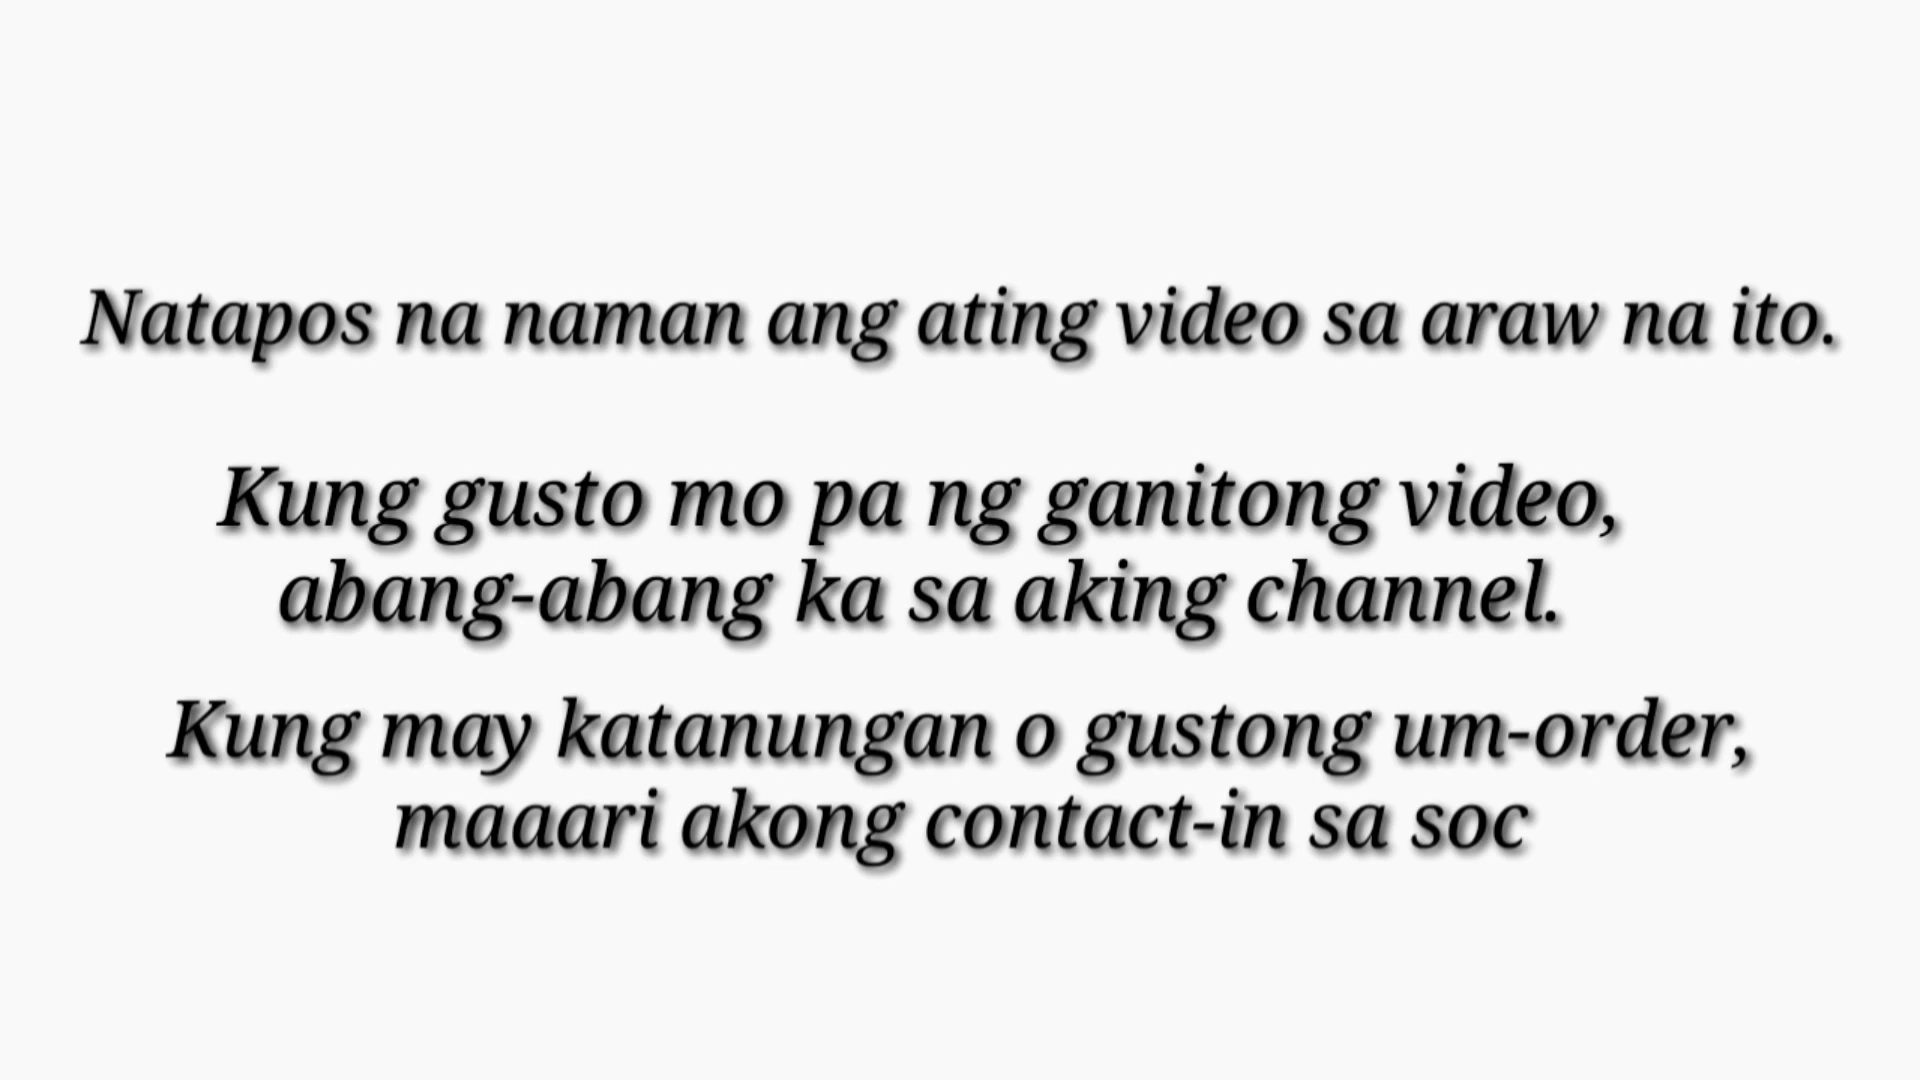 Natapos na naman ang ating video sa araw na ito.
Kung gusto mo pa ng ganitong video,
abang-abang ka sa aking channel.
Kung may katanungan o gustong um-order,
maaari akong contact-in sa soc